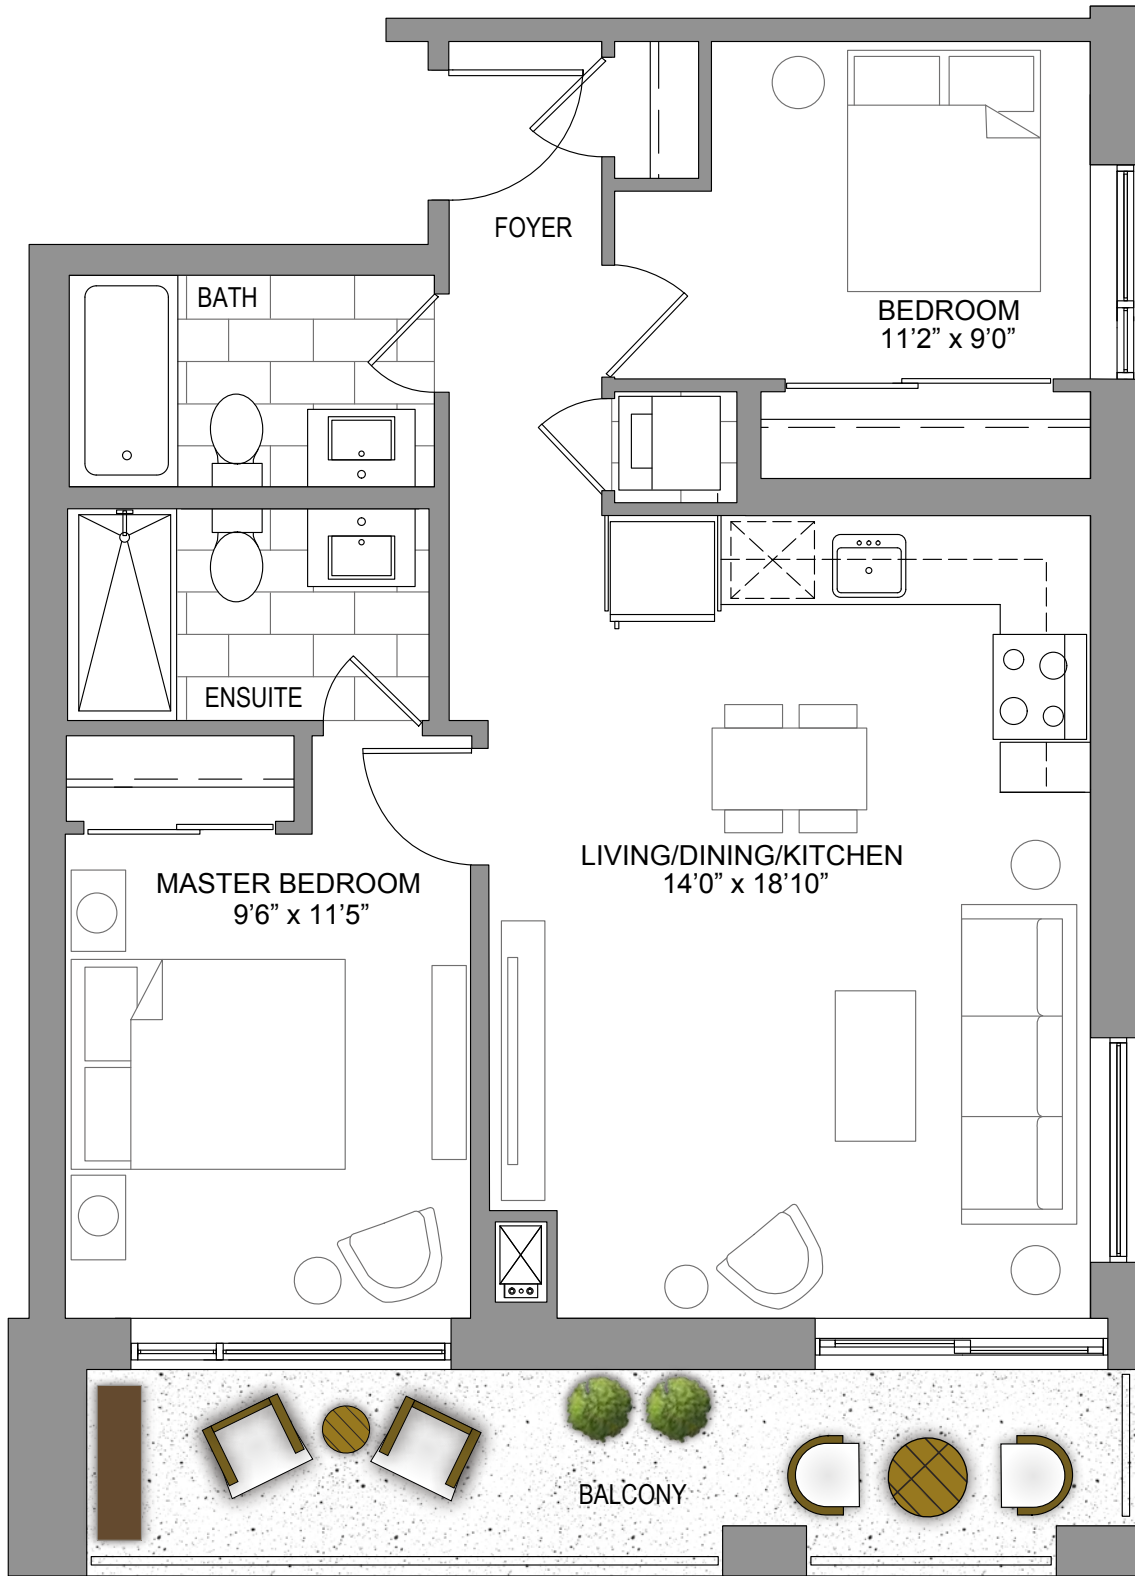 FOYER
BATH
BEDROOM
11’2” x 9’0”
ENSUITE
LIVING/DINING/KITCHEN
14’0” x 18’10”
MASTER BEDROOM
9’6” x 11’5”
BALCONY